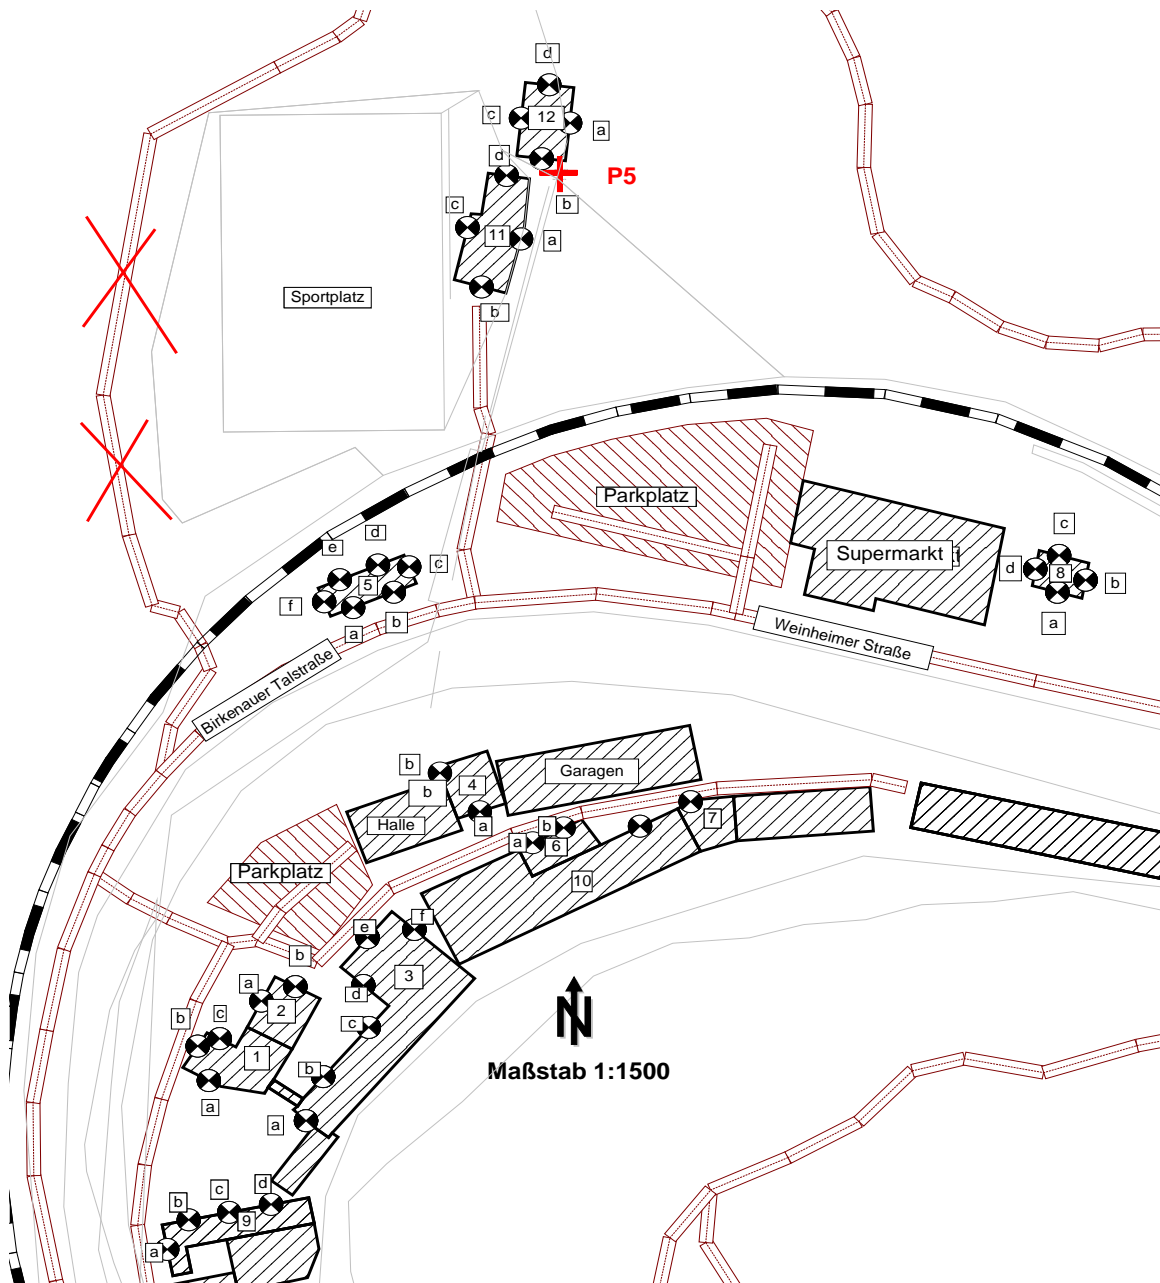 d
c
12
a
d
P5
b
c
11
a
b
Sportplatz
Parkplatz
Supermarkt
c
d
8
b
a
e
d
c
5
f
a
b
Weinheimer Straße
Birkenauer Talstraße
b
b
4
Garagen
a
Halle
b
7
a
6
10
Parkplatz
f
e
b
3
a
d
2
b
c
c
1
Maßstab 1:1500
b
a
a
d
c
b
9
a